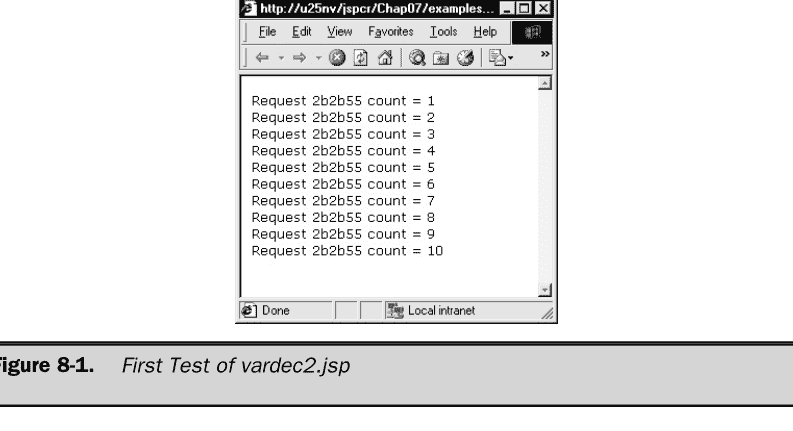 http://u25nv/jspcr/Chap07/examples...
File Edit View Favorites Tools Help
»
Request 2b2b55 count = 1
Request 2b2b55 count = 2
Request 2b2b55 count = 3
Request 2b2b55 count = 4
Request 2b2b55 count = 5
Request 2b2b55 count = 6
Request 2b2b55 count = 7
Request 2b2b55 count = 8
Request 2b2b55 count = 9
Request 2b2b55 count = 10
Done Local intranet
igure 8-1. First Test of vardec2.jsp